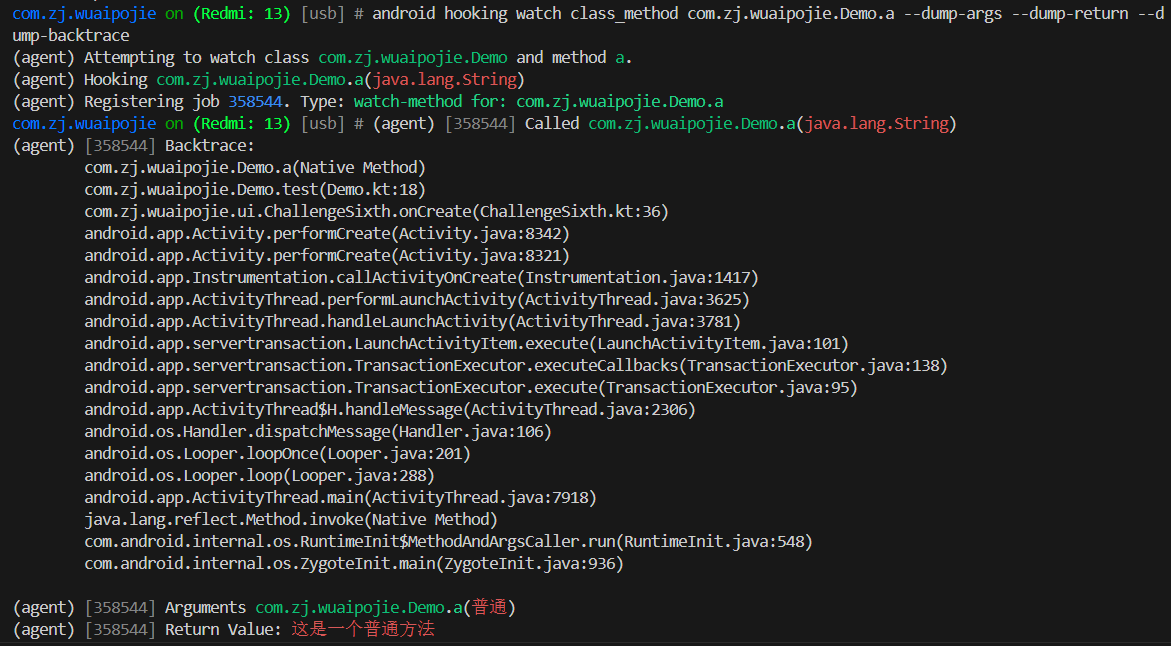 com.zj.wuaipojie on (Redmi: 13) [usb] # android hooking watch class_method com.zj.wuaipojie.Demo.a --dump-args --dump-return --d
ump-backtrace
(agent) Attempting to watch class com.zj.wuaipojie.Demo and method a.
(agent) Hooking com.zj.wuaipojie.Demo.a(java.lang.String)
(agent) Registering job 358544. Type: watch-method for: com.zj.wuaipojie.Demo.a
com.zj.wuaipojie on (Redmi: 13) [usb] # (agent) [358544] Called com.zj.wuaipojie.Demo.a(java.lang.String)
(agent) [358544] Backtrace:
com.zj.wuaipojie.Demo.a(Native Method)
com.zj.wuaipojie.Demo.test(Demo.kt:18)
com.zj.wuaipojie.ui.ChallengeSixth.onCreate(ChallengeSixth.kt:36)
android.app.Activity.performCreate(Activity.java:8342)
android.app.Activity.performCreate(Activity.java:8321)
android.app.Instrumentation.callActivityOnCreate(Instrumentation.java:1417)
android.app.ActivityThread.performLaunchActivity(ActivityThread.java:3625)
android.app.ActivityThread.handleLaunchActivity(ActivityThread.java:3781)
android.app.servertransaction.LaunchActivityItem.execute(LaunchActivityItem.java:101)
android.app.servertransaction.TransactionExecutor.executeCallbacks(TransactionExecutor.java:138)
android.app.servertransaction.TransactionExecutor.execute(TransactionExecutor.java:95)
android.app.ActivityThread$H.handleMessage(ActivityThread.java:2306)
android.os.Handler.dispatchMessage(Handler.java:106)
android.os.Looper.loopOnce(Looper.java:201)
android.os.Looper.loop(Looper.java:288)
android.app.ActivityThread.main(ActivityThread.java:7918)
java.lang.reflect.Method.invoke(Native Method)
com.android.internal.os.RuntimeInit$MethodAndArgsCaller.run(RuntimeInit.java:548)
com.android.internal.os.ZygoteInit.main(ZygoteInit.java:936)
(agent) [358544] Arguments com.zj.wuaipojie.Demo.a(普通)
(agent) [358544] Return Value: 这是一个普通方法